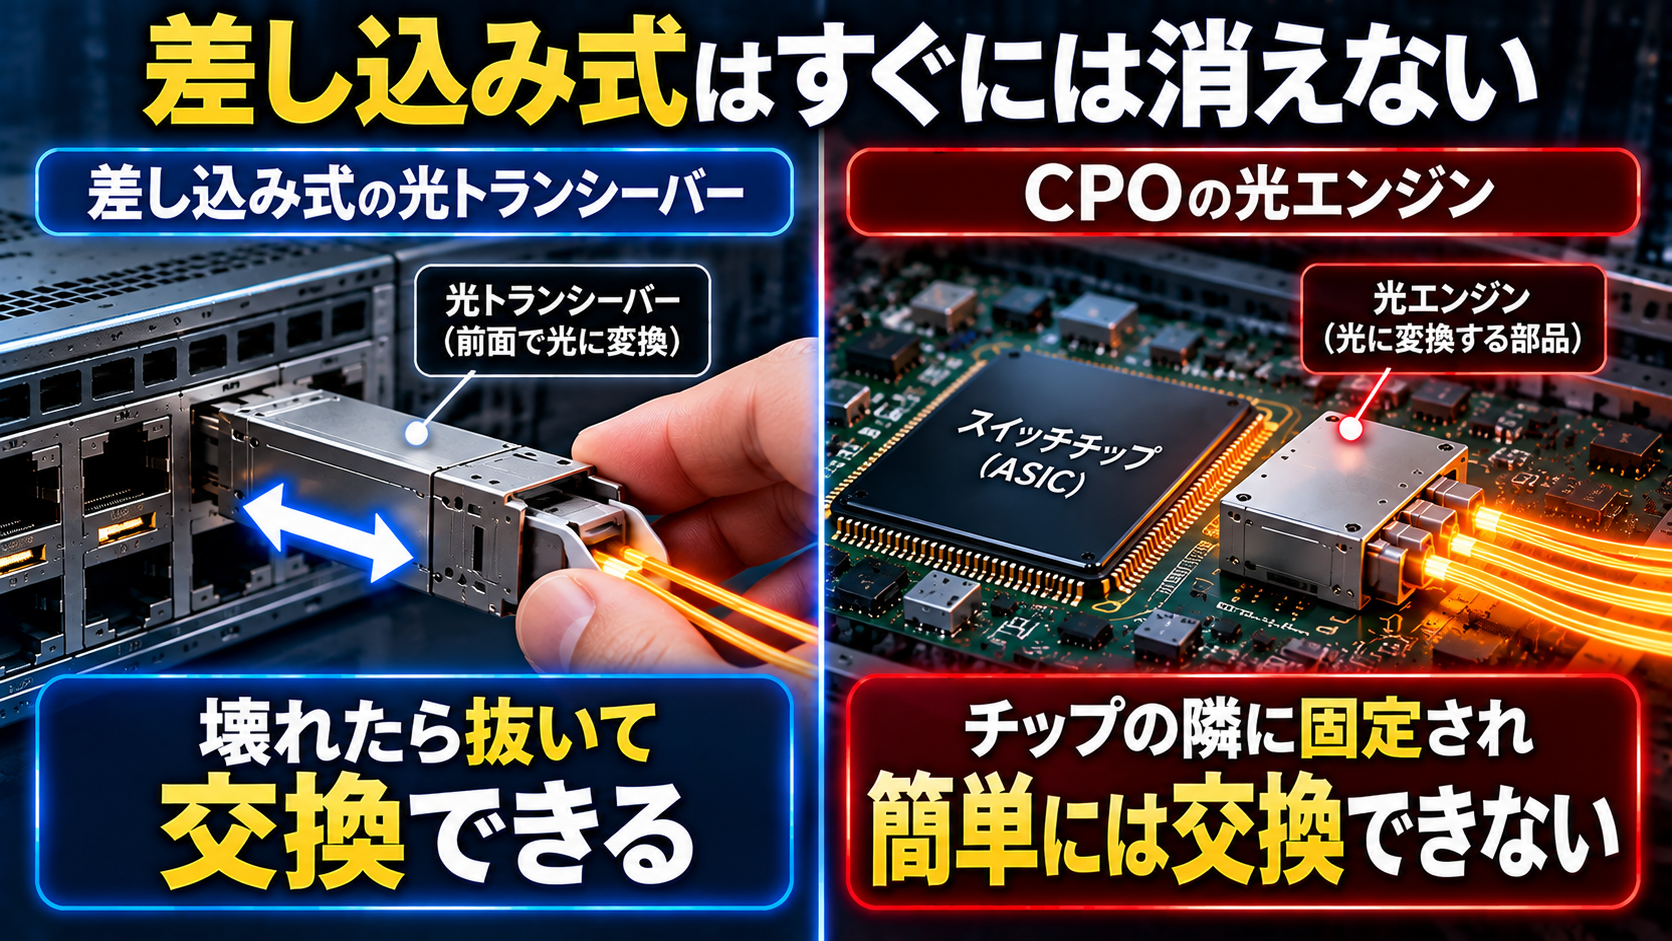 差し込み式はすぐには消えない
差し込み式の光トランシーバー
光トランシーバー
(前面で光に変換)
壊れたら抜いて
交換できる
CPOの光エンジン
光エンジン
(光に変換する部品)
スイッチチップ
(ASIC)
チップの隣に固定され
簡単には交換できない